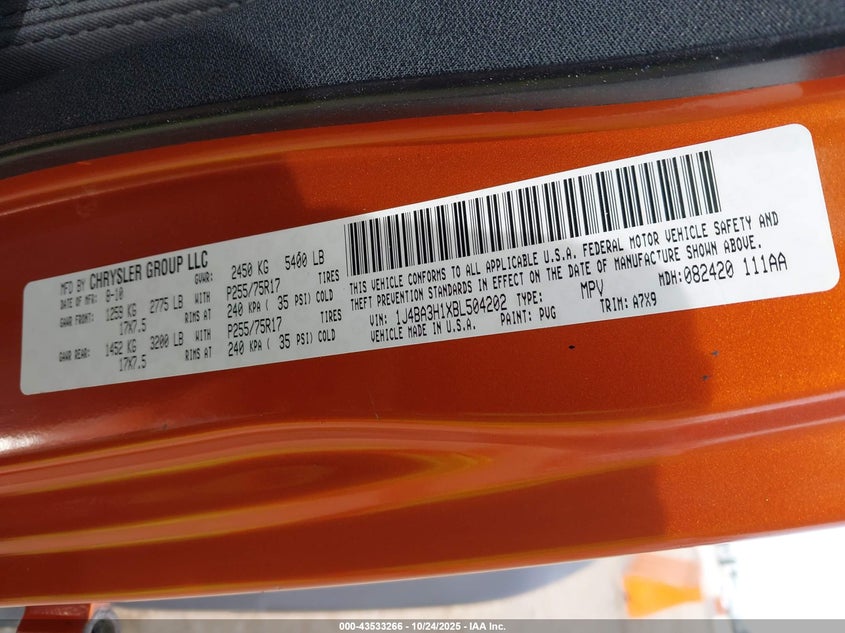 MFD BY CHRYSLER GROUP LLC
DATE OF MFR: 8-10 GVWR: 2450 KG 5400 LB
GAWR FRONT: 1259 KG 2775 LB WITH P255/75R17 TIRES
17X7.5 RIMS AT 240 KPA ( 35 PSI) COLD
GAWR REAR: 1452 KG 3200 LB WITH P255/75R17 TIRES
17X7.5 RIMS AT 240 KPA ( 35 PSI) COLD
THIS VEHICLE CONFORMS TO ALL APPLICABLE U.S.A. FEDERAL MOTOR VEHICLE SAFETY AND
THEFT PREVENTION STANDARDS IN EFFECT ON THE DATE OF MANUFACTURE SHOWN ABOVE.
VIN: 1J4BA3H1XBL504202 TYPE: MPV MDH:082420 111AA
VEHICLE MADE IN U.S.A. PAINT: PVG TRIM: A7X9
000-43533266 - 10/24/2025 - IAA Inc.